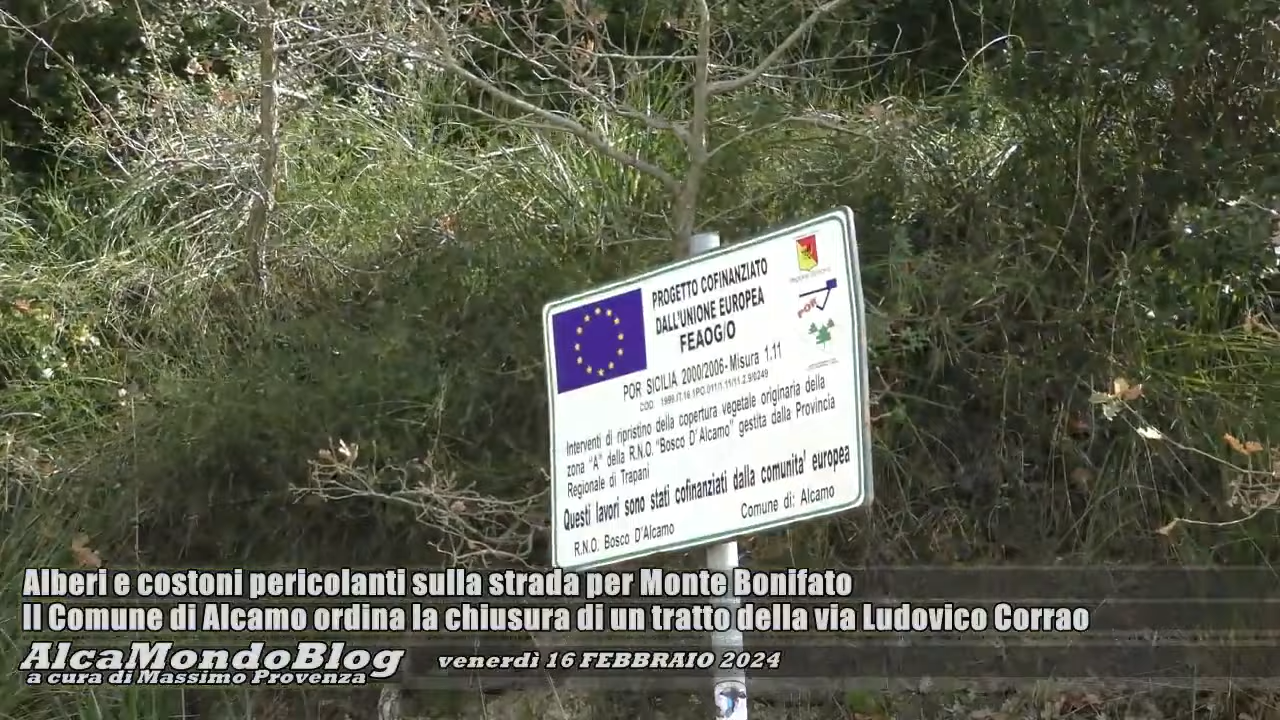 PROGETTO COFINANZIATO
DALL'UNIONE EUROPEA
FEAOG/O
POR SICILIA 2000/2006 - Misura 1.11
Interventi di ripristino della copertura vegetale originaria della
zona "A" della R.N.O. "Bosco D'Alcamo" gestita dalla Provincia
Regionale di Trapani
Questi lavori sono stati cofinanziati dalla comunita' europea
R.N.O. Bosco D'Alcamo
Comune di: Alcamo
POR
Alberi e costoni pericolanti sulla strada per Monte Bonifato
Il Comune di Alcamo ordina la chiusura di un tratto della via Ludovico Corrao
AlcaMondoBlog
venerdì 16 FEBBRAIO 2024
a cura di Massimo Provenza